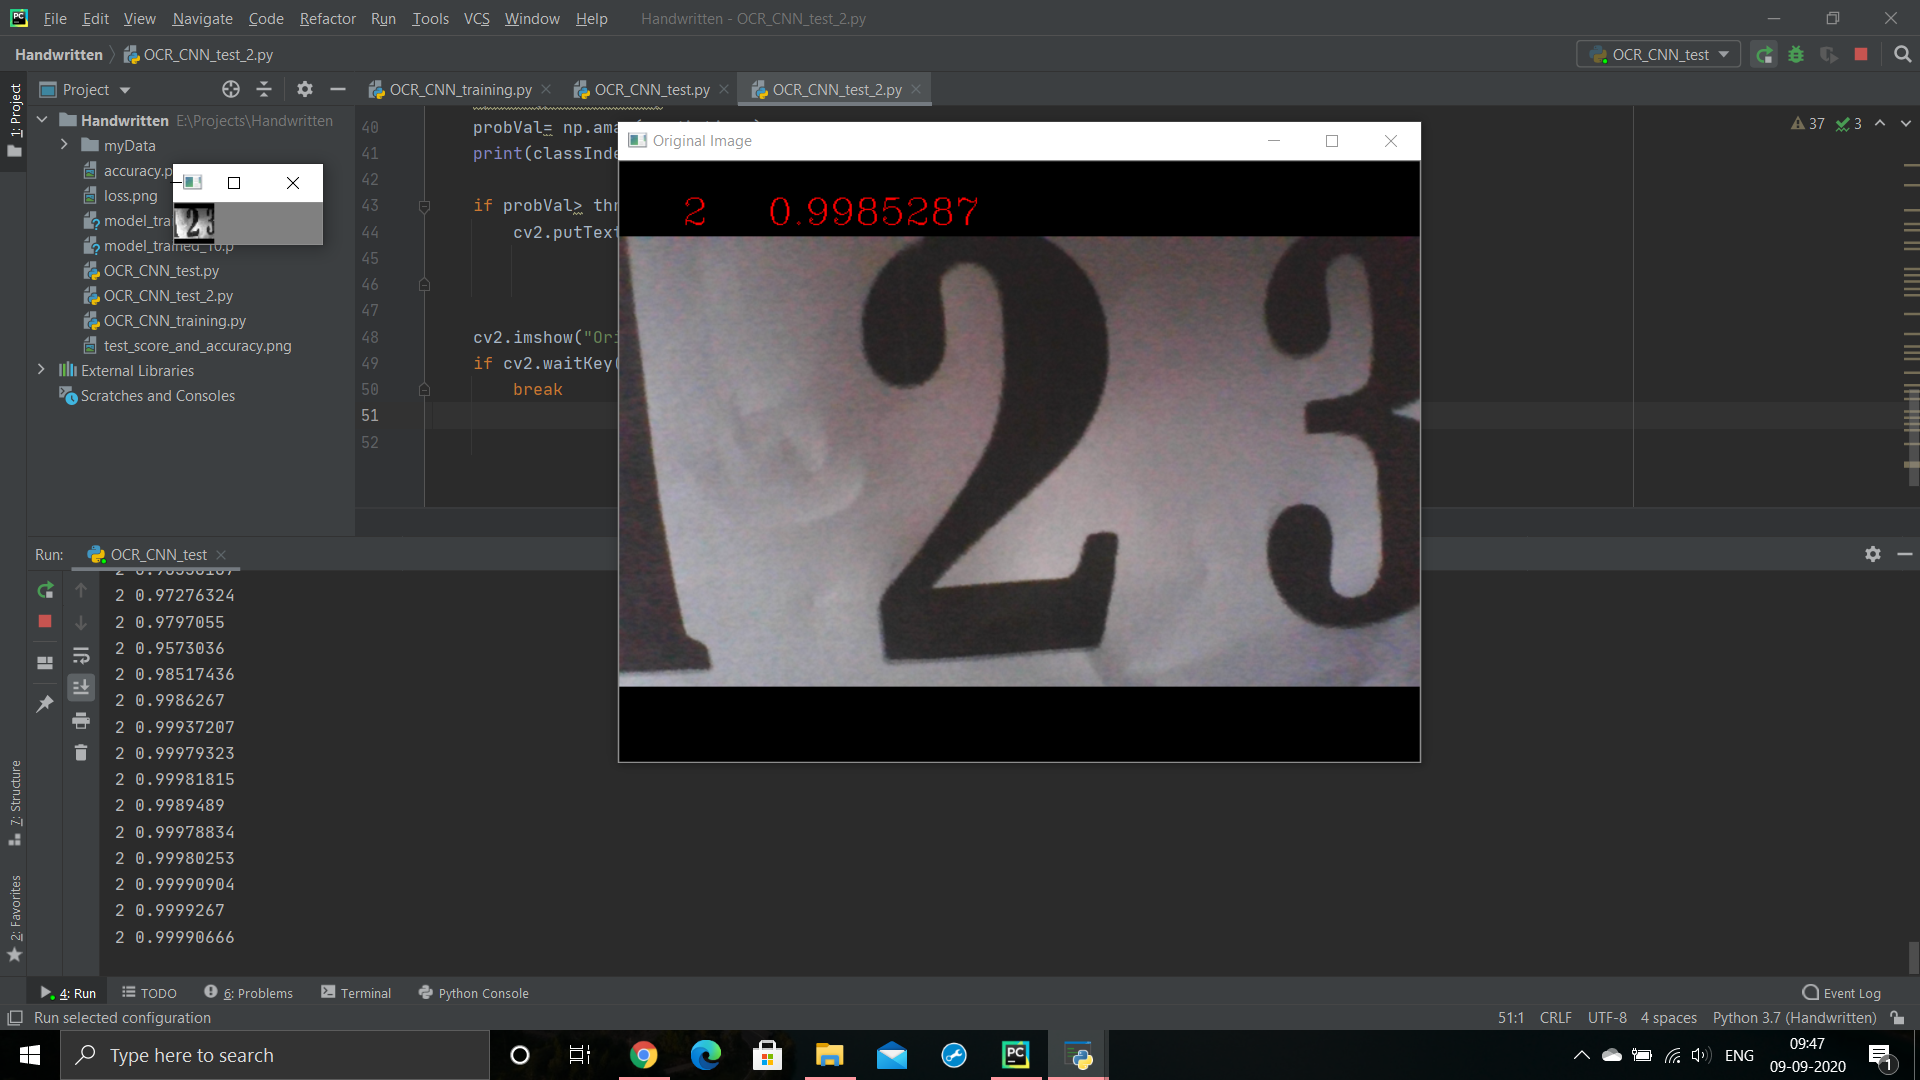 File Edit View Navigate Code Refactor Run Tools VCS Window Help Handwritten - OCR_CNN_test_2.py
Handwritten OCR_CNN_test_2.py
OCR_CNN_test
Project
OCR_CNN_training.py OCR_CNN_test.py OCR_CNN_test_2.py
1: Project
Handwritten E:\Projects\Handwritten
myData
accuracy.p
loss.png
model_tra
OCR_CNN_test.py
OCR_CNN_test_2.py
OCR_CNN_training.py
test_score_and_accuracy.png
External Libraries
Scratches and Consoles
23
40 probVal= np.ama
41 print(classInde
42
43 if probVal> thr
44 cv2.putText
45
46
47
48 cv2.imshow("Ori
49 if cv2.waitKey(
50 break
51
52
37 3
Original Image
2 0.9985287
2 3
Run: OCR_CNN_test
2 0.97276324
2 0.9797055
2 0.9573036
2 0.98517436
2 0.9986267
2 0.99937207
2 0.99979323
2 0.99981815
2 0.9989489
2 0.99978834
2 0.99980253
2 0.99990904
2 0.9999267
2 0.99990666
7: Structure
2: Favorites
4: Run TODO 6: Problems Terminal Python Console Event Log
Run selected configuration 51:1 CRLF UTF-8 4 spaces Python 3.7 (Handwritten)
Type here to search
ENG
09:47
09-09-2020
1